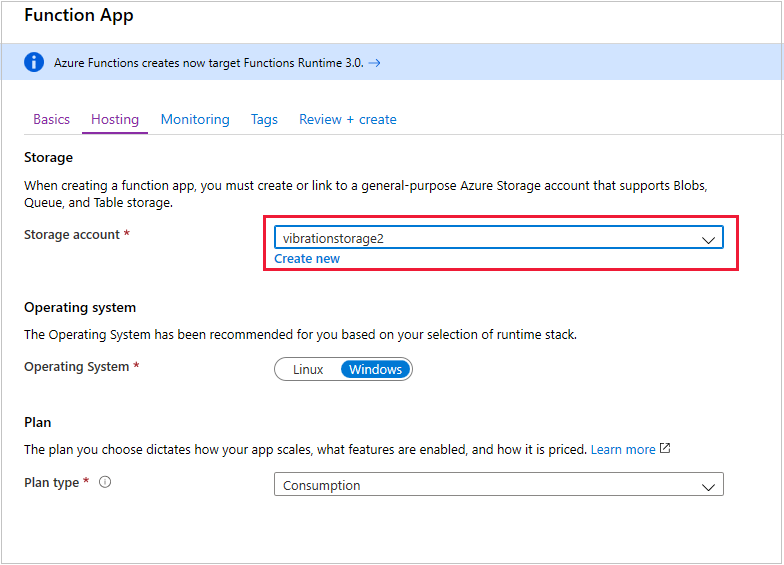 Function App
Azure Functions creates now target Functions Runtime 3.0. →
Basics Hosting Monitoring Tags Review + create
Storage
When creating a function app, you must create or link to a general-purpose Azure Storage account that supports Blobs,
Queue, and Table storage.
Storage account * vibrationstorage2
Create new
Operating system
The Operating System has been recommended for you based on your selection of runtime stack.
Operating System * Linux Windows
Plan
The plan you choose dictates how your app scales, what features are enabled, and how it is priced. Learn more
Plan type * Consumption